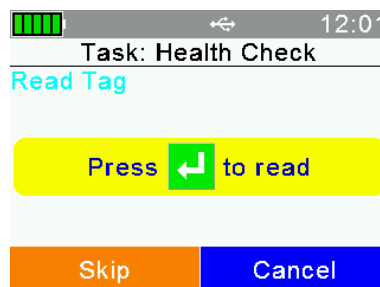 12:01
Task: Health Check
Read Tag
Press to read
Skip Cancel